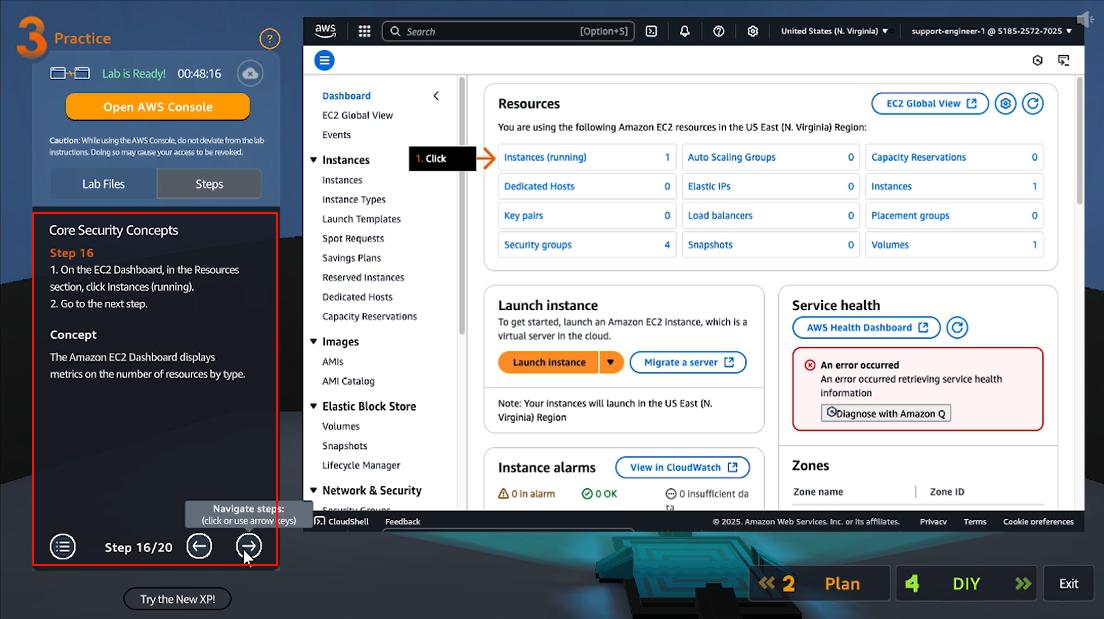 3 Practice
?
Lab is Ready! 00:48:16
Open AWS Console
Caution: While using the AWS Console, do not deviate from the lab
instructions. Doing so may cause your access to be revoked.
Lab Files
Steps
Core Security Concepts
Step 16
1. On the EC2 Dashboard, in the Resources
section, click Instances (running).
2. Go to the next step.
Concept
The Amazon EC2 Dashboard displays
metrics on the number of resources by type.
Navigate steps:
(click or use arrow keys)
Step 16/20
Try the New XP!
aws
Search [Option+S]
United States (N. Virginia)
support-engineer-1 @ 5185-2572-7025
Dashboard
EC2 Global View
Events
Instances
Instances
Instance Types
Launch Templates
Spot Requests
Savings Plans
Reserved Instances
Dedicated Hosts
Capacity Reservations
Images
AMIs
AMI Catalog
Elastic Block Store
Volumes
Snapshots
Lifecycle Manager
Network & Security
Security Groups
1. Click
Resources
EC2 Global View
You are using the following Amazon EC2 resources in the US East (N. Virginia) Region:
Instances (running) 1
Auto Scaling Groups 0
Capacity Reservations 0
Dedicated Hosts 0
Elastic IPs 0
Instances 1
Key pairs 0
Load balancers 0
Placement groups 0
Security groups 4
Snapshots 0
Volumes 1
Launch instance
To get started, launch an Amazon EC2 instance, which is a
virtual server in the cloud.
Launch instance
Migrate a server
Note: Your instances will launch in the US East (N.
Virginia) Region
Instance alarms
View in CloudWatch
0 in alarm
0 OK
0 insufficient da
ta
Service health
AWS Health Dashboard
An error occurred
An error occurred retrieving service health
information
Diagnose with Amazon Q
Zones
Zone name
Zone ID
CloudShell
Feedback
© 2025, Amazon Web Services, Inc. or its affiliates.
Privacy
Terms
Cookie preferences
2 Plan
4 DIY
Exit